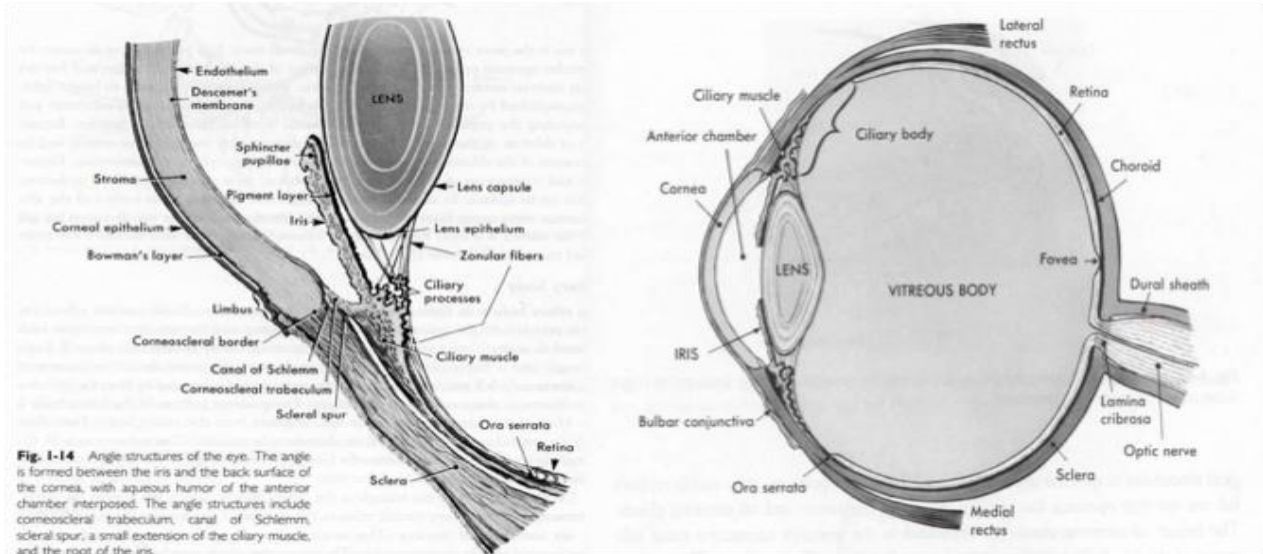 Endothelium
Descemet's
membrane
LENS
Sphincter
pupillae
Stroma
Pigment layer
Lens capsule
Iris
Corneal epithelium
Lens epithelium
Bowman's layer
Zonular fibers
Ciliary
processes
Limbus
Corneoscleral border
Ciliary muscle
Canal of Schlemm
Corneoscleral trabeculum
Scleral spur
Ora serrata
Retina
Sclera
Fig. 1-14 Angle structures of the eye. The angle
is formed between the iris and the back surface of
the cornea, with aqueous humor of the anterior
chamber interposed. The angle structures include
corneoscleral trabeculum, canal of Schlemm,
scleral spur, a small extension of the ciliary muscle,
and the root of the iris.
Lateral
rectus
Ciliary muscle
Retina
Anterior chamber
Ciliary body
Choroid
Cornea
Fovea
LENS
Dural sheath
VITREOUS BODY
IRIS
Lamina
cribrosa
Bulbar conjunctiva
Optic nerve
Ora serrata
Sclera
Medial
rectus